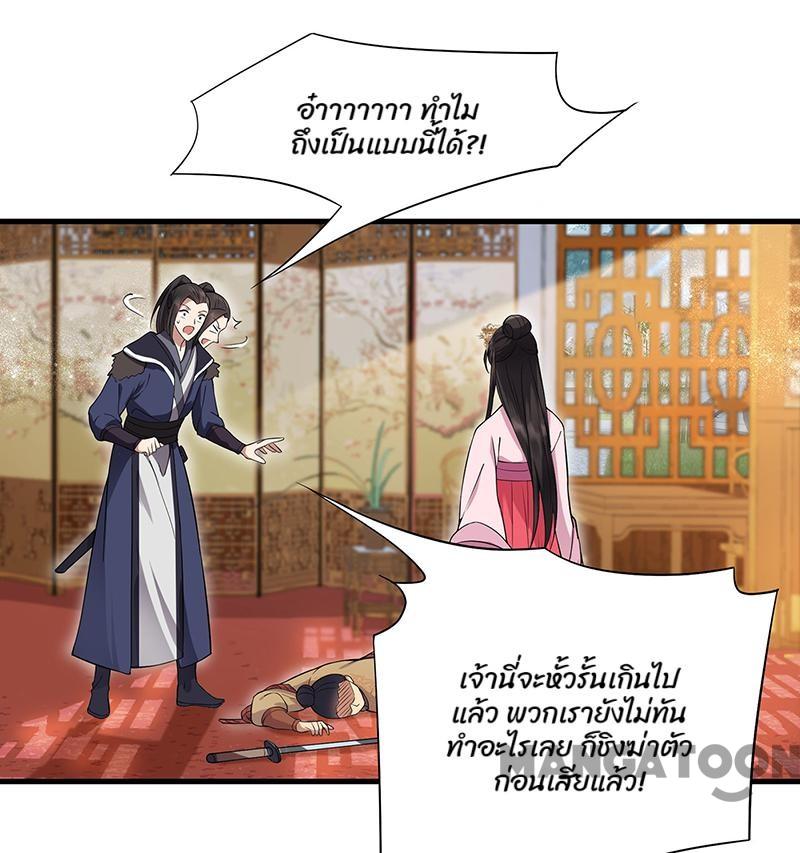 อ๋าาาาาาา ทำไม
ถึงเป็นแบบนี้ได้?!
เจ้านี่จะหั้วรั้นเกินไป
แล้ว พวกเรายังไม่ทัน
ทำอะไรเลย ก็ชิงฆ่าตัว
ก่อนเสียแล้ว!
MANGATOON